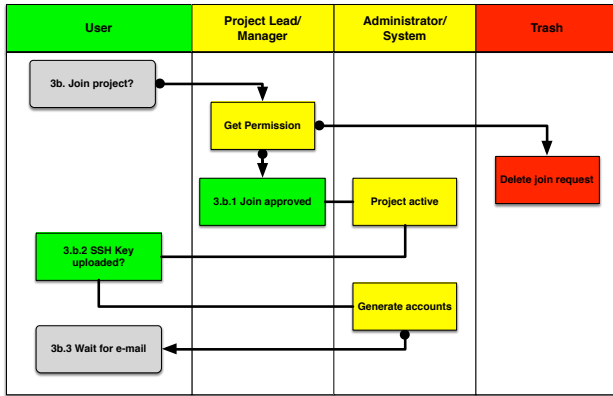 User
Project Lead/
Manager
Administrator/
System
Trash
3b. Join project?
Get Permission
Delete join request
3.b.1 Join approved
Project active
3.b.2 SSH Key
uploaded?
Generate accounts
3b.3 Wait for e-mail